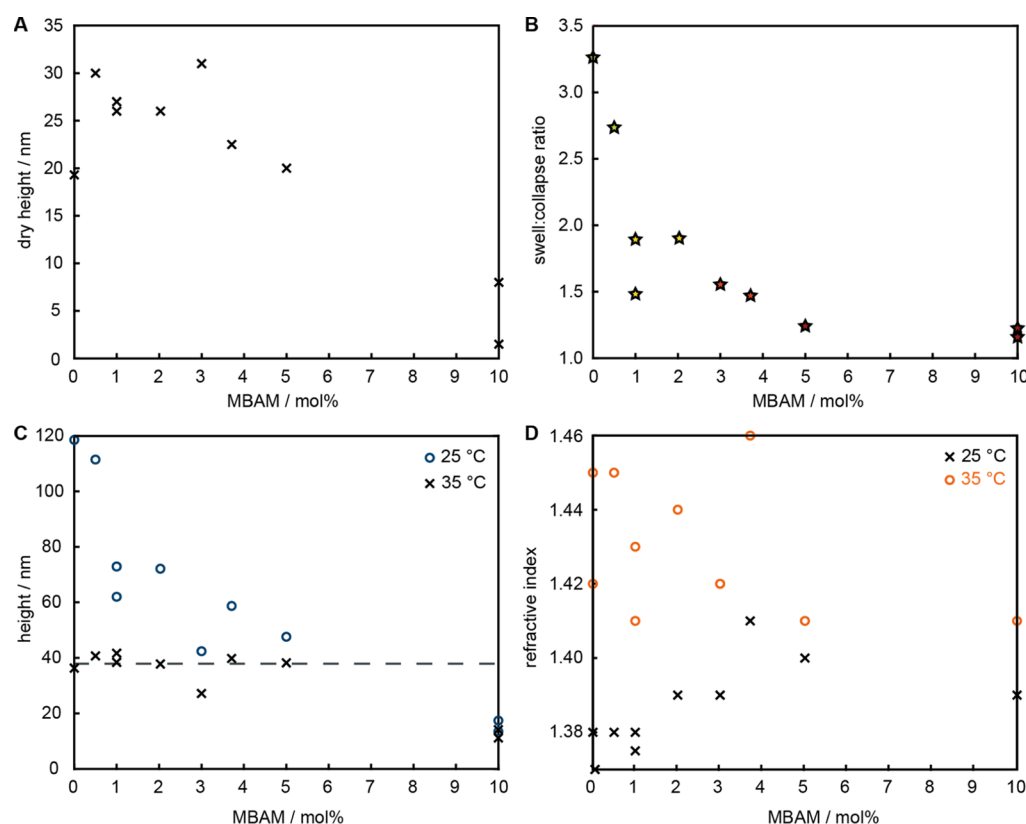 A
35
30
25
20
15
10
5
0
dry height / nm
0 1 2 3 4 5 6 7 8 9 10
MBAM / mol%
B
3.5
3.0
2.5
2.0
1.5
1.0
swell:collapse ratio
0 1 2 3 4 5 6 7 8 9 10
MBAM / mol%
C
120
100
80
60
40
20
0
height / nm
25 °C
35 °C
0 1 2 3 4 5 6 7 8 9 10
MBAM / mol%
D
1.46
1.44
1.42
1.40
1.38
refractive index
25 °C
35 °C
0 1 2 3 4 5 6 7 8 9 10
MBAM / mol%